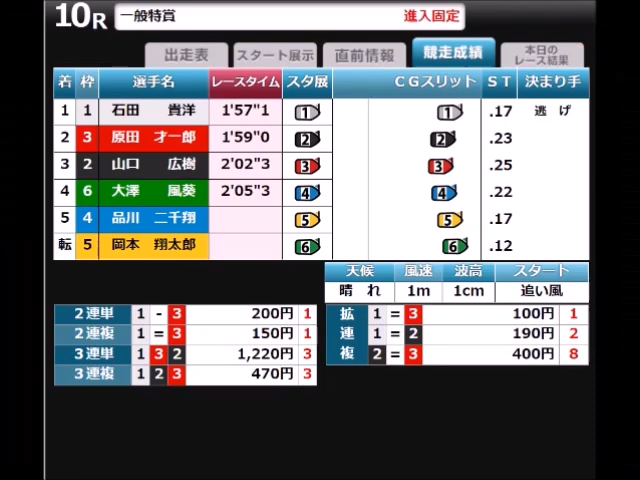 10R 一般特賞 進入固定
出走表 スタート展示 直前情報 競走成績 本日のレース結果
着 枠 選手名 レースタイム スタ展 CGスリット ST 決まり手
1 1 石田 貴洋 1'57"1 1 1 .17 逃げ
2 3 原田 才一郎 1'59"0 2 2 .23
3 2 山口 広樹 2'02"3 3 3 .25
4 6 大澤 風葵 2'05"3 4 4 .22
5 4 品川 二千翔 5 5 .17
転 5 岡本 翔太郎 6 6 .12
天候 風速 波高 スタート
晴れ 1m 1cm 追い風
2連単 1 - 3 200円 1
2連複 1 = 3 150円 1
3連単 1 3 2 1,220円 3
3連複 1 2 3 470円 3
拡 1 = 3 100円 1
連 1 = 2 190円 2
複 2 = 3 400円 8